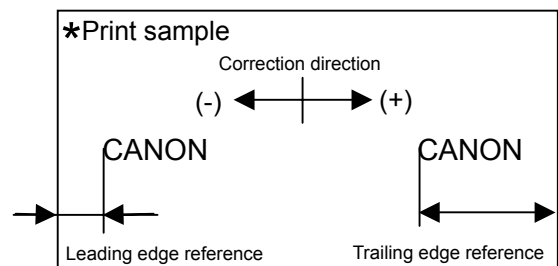 *Print sample
Correction direction
(-) (+)
CANON CANON
Leading edge reference Trailing edge reference